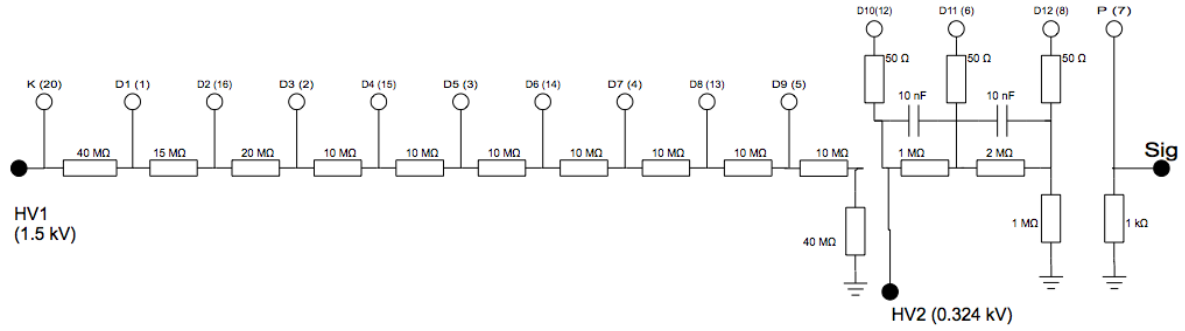 D10(12) D11 (6) D12 (8) P (7)
50 Ω 50 Ω 50 Ω
K (20) D1 (1) D2 (16) D3 (2) D4 (15) D5 (3) D6 (14) D7 (4) D8 (13) D9 (5)
10 nF 10 nF
40 MΩ 15 MΩ 20 MΩ 10 MΩ 10 MΩ 10 MΩ 10 MΩ 10 MΩ 10 MΩ 10 MΩ 1 MΩ 2 MΩ
Sig
HV1
(1.5 kV)
40 MΩ 1 MΩ 1 kΩ
HV2 (0.324 kV)